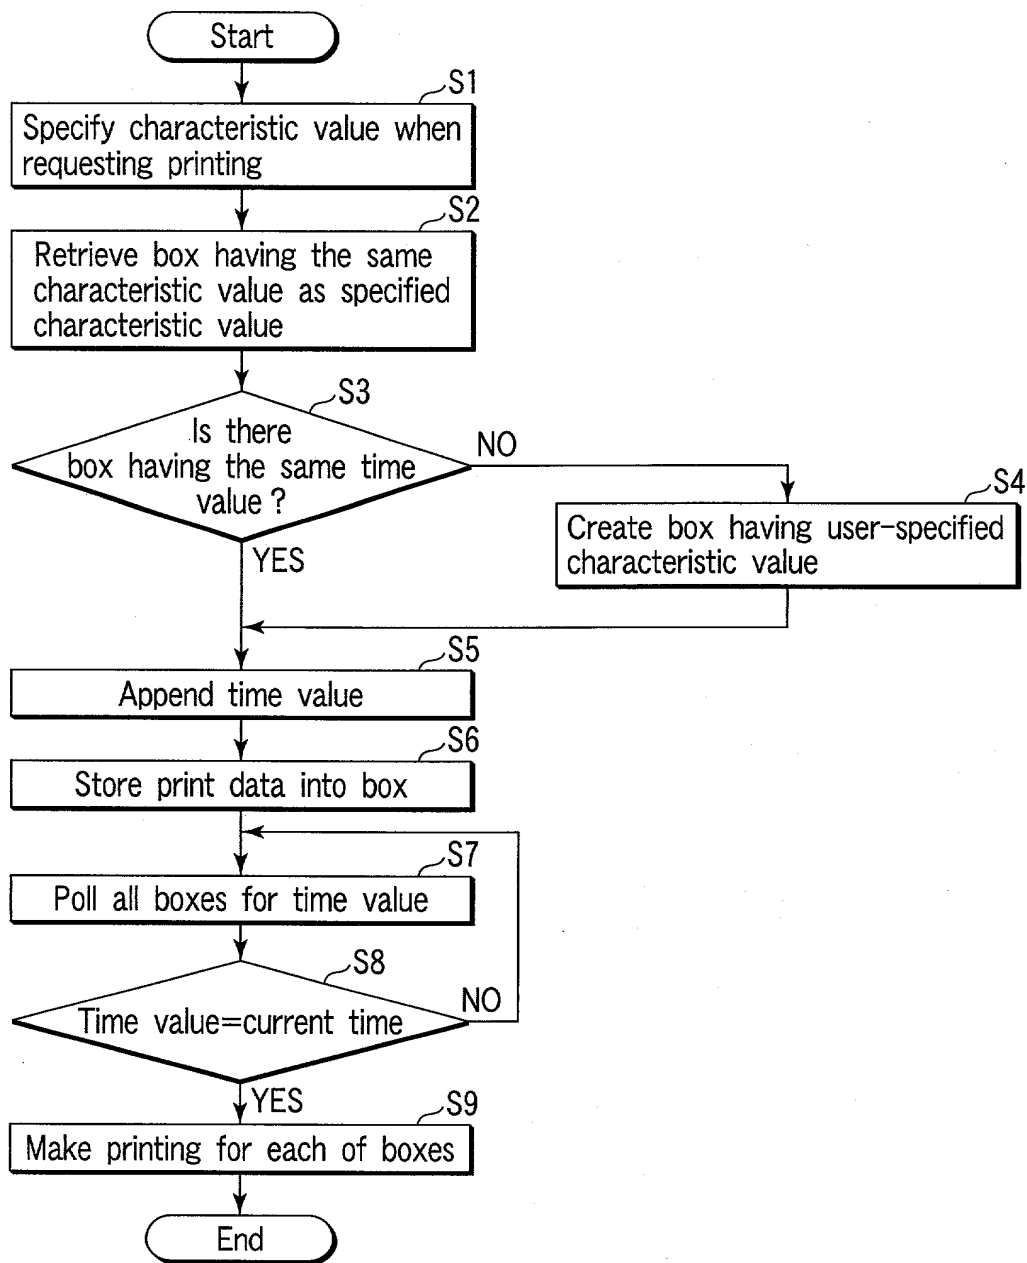 Start
S1
Specify characteristic value when
requesting printing
S2
Retrieve box having the same
characteristic value as specified
characteristic value
S3
Is there
box having the same time
value ?
NO
YES
S4
Create box having user-specified
characteristic value
S5
Append time value
S6
Store print data into box
S7
Poll all boxes for time value
S8
Time value=current time
NO
YES
S9
Make printing for each of boxes
End